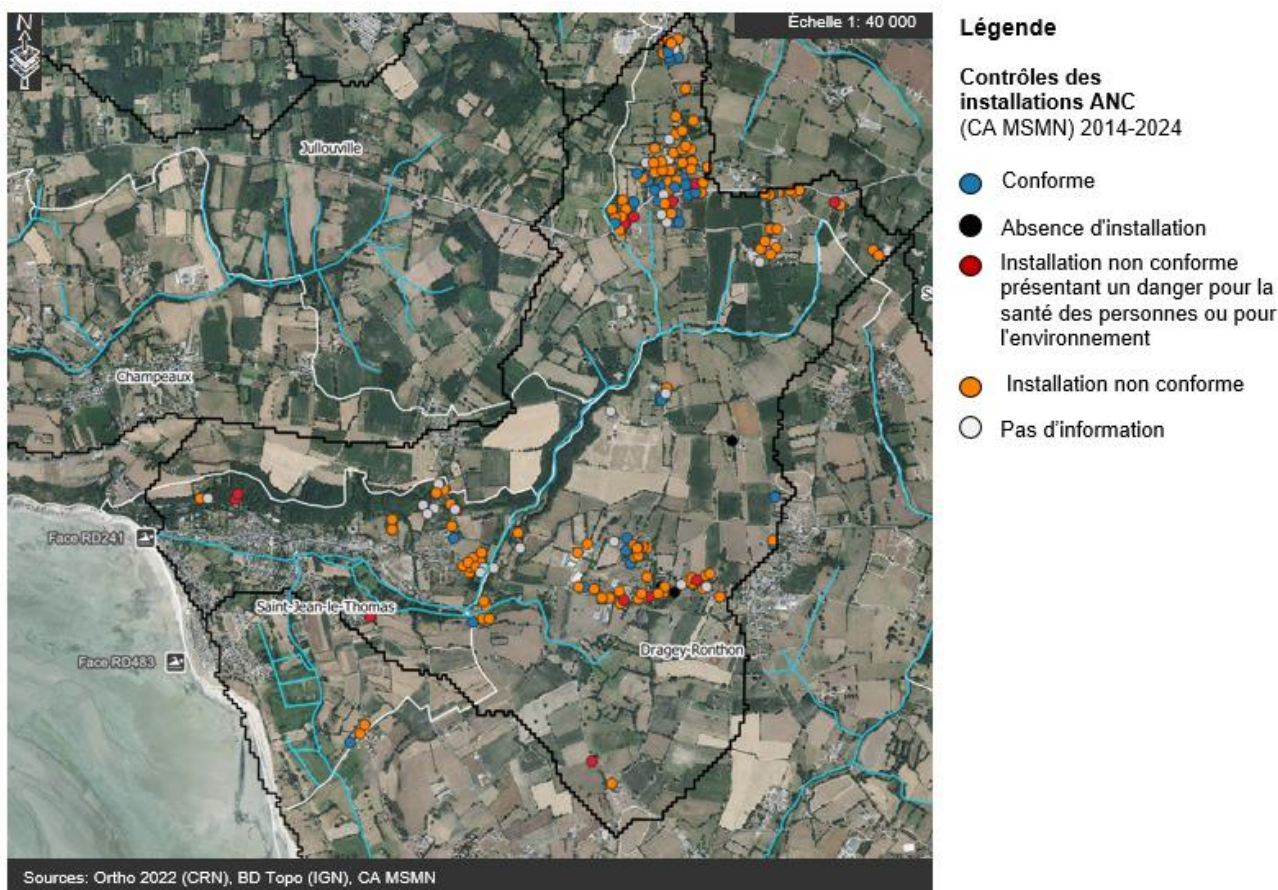 N
Échelle 1: 40 000
Jullouville
S
Champeaux
Face RD241
Saint-Jean-le-Thomas
Face RD483
Dragey-Ronthon
Sources: Ortho 2022 (CRN), BD Topo (IGN), CA MSMN
Légende
Contrôles des
installations ANC
(CA MSMN) 2014-2024
Conforme
Absence d'installation
Installation non conforme
présentant un danger pour la
santé des personnes ou pour
l'environnement
Installation non conforme
Pas d'information